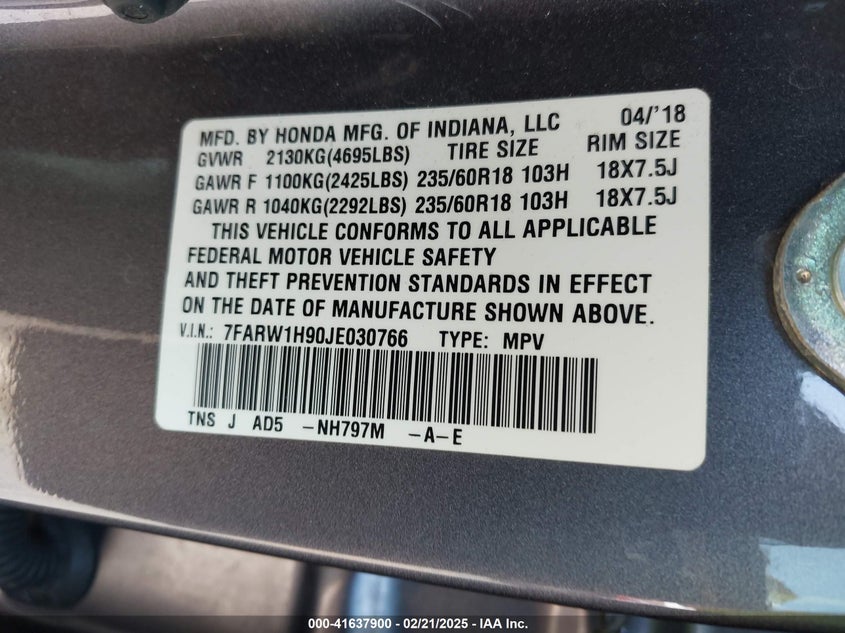 MFD. BY HONDA MFG. OF INDIANA, LLC 04/'18
GVWR 2130KG(4695LBS) TIRE SIZE RIM SIZE
GAWR F 1100KG(2425LBS) 235/60R18 103H 18X7.5J
GAWR R 1040KG(2292LBS) 235/60R18 103H 18X7.5J
THIS VEHICLE CONFORMS TO ALL APPLICABLE
FEDERAL MOTOR VEHICLE SAFETY
AND THEFT PREVENTION STANDARDS IN EFFECT
ON THE DATE OF MANUFACTURE SHOWN ABOVE.
V.I.N.: 7FARW1H90JE030766 TYPE: MPV
TNS J AD5 -NH797M -A-E
000-41637900 - 02/21/2025 - IAA Inc.